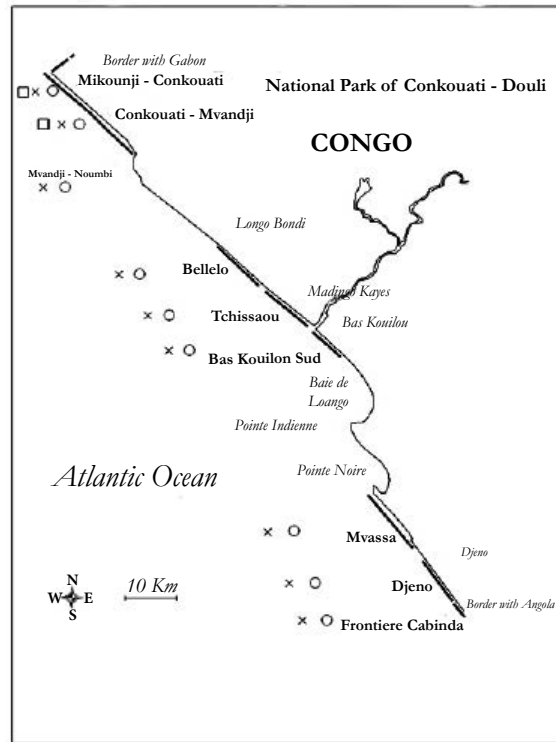 Border with Gabon
Mikounji - Conkouati
National Park of Conkouati - Douli
Conkouati - Mvandji
CONGO
Mvandji - Noumbi
Longo Bondi
Bellelo
Madingo Kayes
Tchissaou
Bas Kouilou
Bas Kouilon Sud
Baie de
Loango
Pointe Indienne
Pointe Noire
Atlantic Ocean
Mvassa
Djeno
Djeno
N
W E
S
10 Km
Border with Angola
Frontiere Cabinda